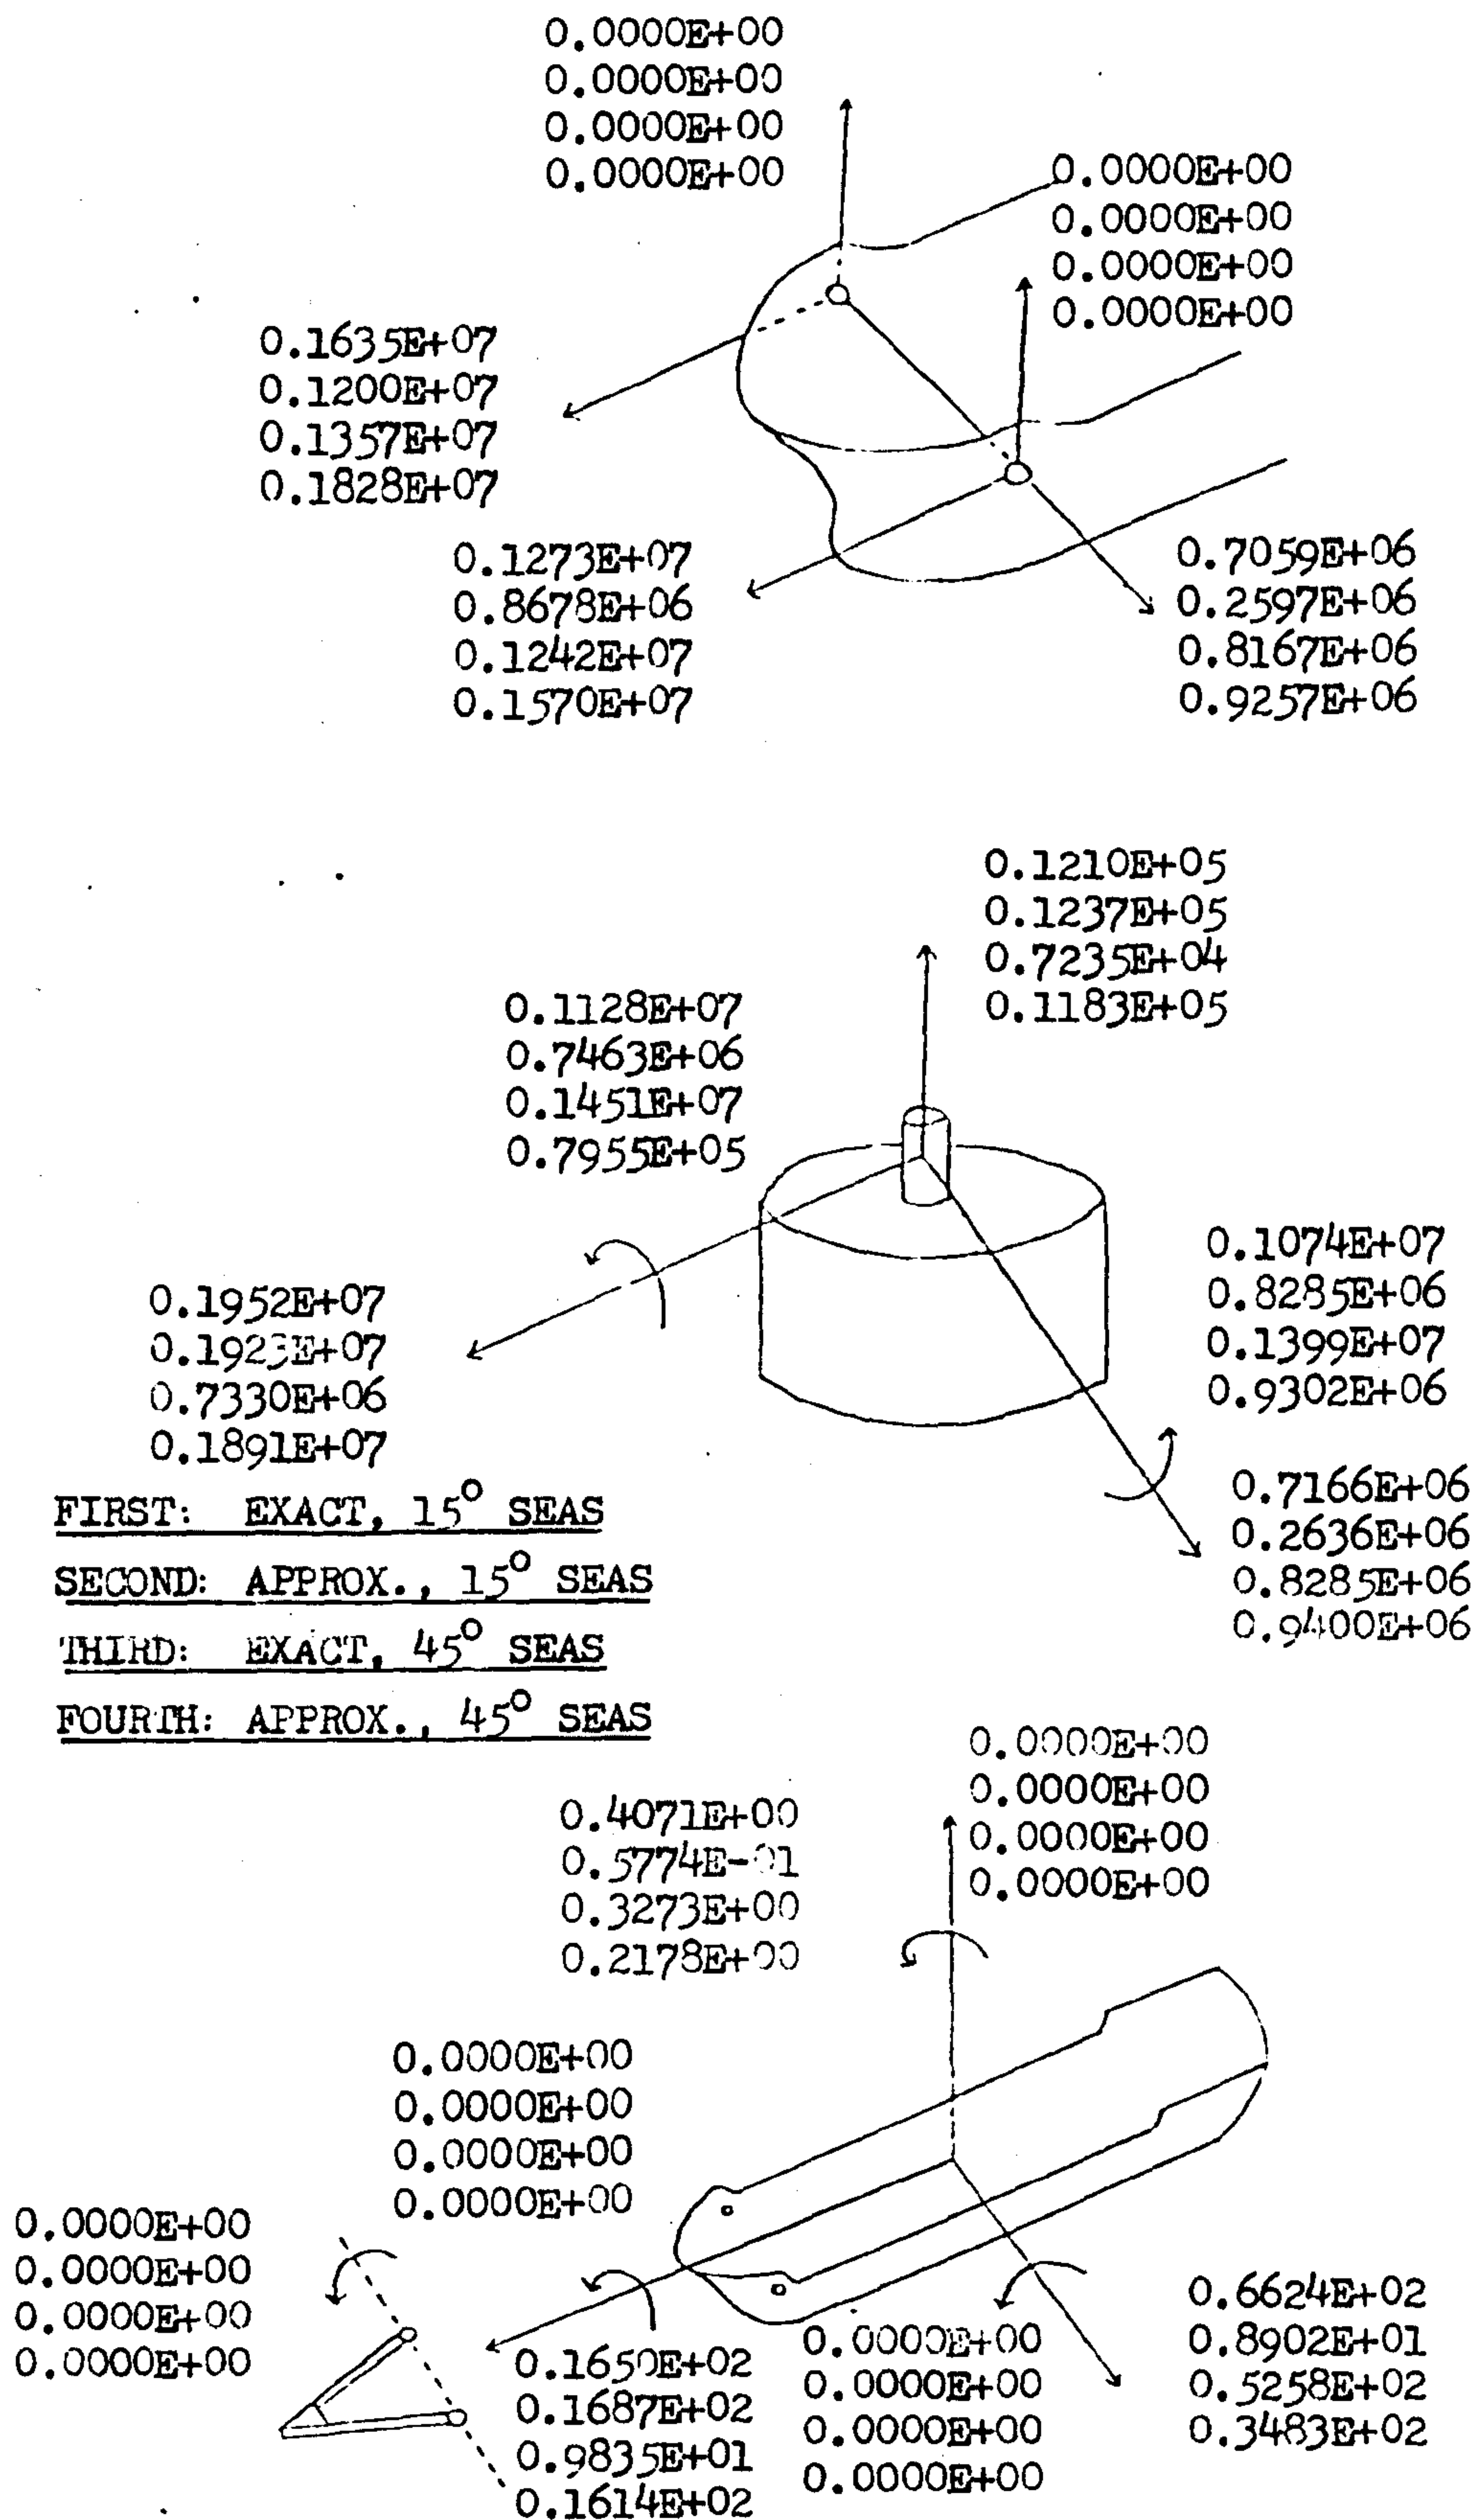 0.0000E+00
0.0000E+00
0.0000E+00
0.0000E+00
0.0000E+00
0.0000E+00
0.0000E+00
0.0000E+00
0.1635E+07
0.1200E+07
0.1357E+07
0.1828E+07
0.1273E+07
0.8678E+06
0.1242E+07
0.1570E+07
0.7059E+06
0.2597E+06
0.8167E+06
0.9257E+06
0.1210E+05
0.1237E+05
0.7235E+04
0.1183E+05
0.1128E+07
0.7463E+06
0.1451E+07
0.7955E+05
0.1074E+07
0.8285E+06
0.1399E+07
0.9302E+06
0.1952E+07
0.1923E+07
0.7330E+06
0.1891E+07
0.7166E+06
0.2636E+06
0.8285E+06
0.9400E+06
FIRST: EXACT, 15° SEAS
SECOND: APPROX., 15° SEAS
THIRD: EXACT, 45° SEAS
FOURTH: APPROX., 45° SEAS
0.0000E+00
0.0000E+00
0.0000E+00
0.0000E+00
0.4071E+00
0.5774E-01
0.3273E+00
0.2178E+00
0.0000E+00
0.0000E+00
0.0000E+00
0.0000E+00
0.0000E+00
0.0000E+00
0.0000E+00
0.0000E+00
0.1650E+02
0.1687E+02
0.9835E+01
0.1614E+02
0.0000E+00
0.0000E+00
0.0000E+00
0.0000E+00
0.6624E+02
0.8902E+01
0.5258E+02
0.3483E+02